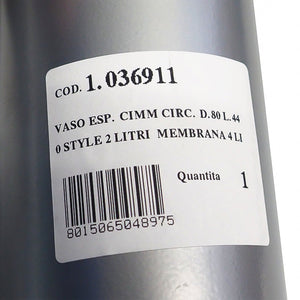 COD. 1.036911
VASO ESP. CIMM CIRC. D.80 L.44
0 STYLE 2 LITRI MEMBRANA 4 LI
Quantita 1
8015065048975